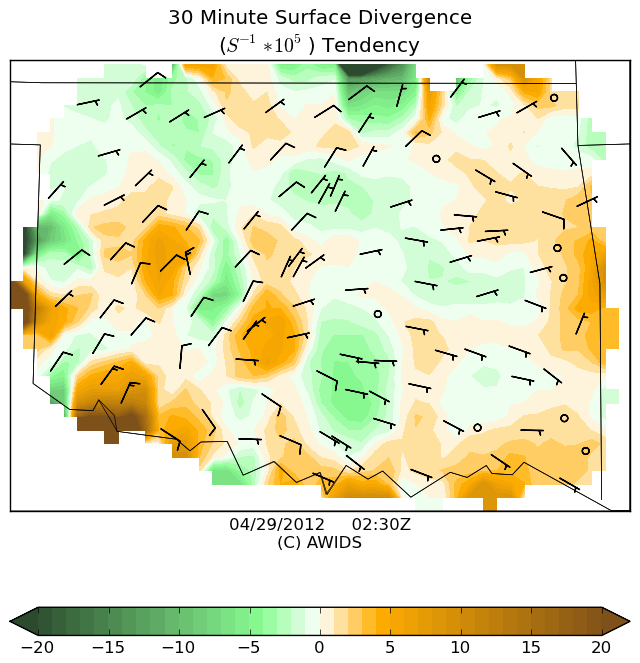 30 Minute Surface Divergence
(S⁻¹ * 10⁵ ) Tendency
04/29/2012 02:30Z
(C) AWIDS
−20 −15 −10 −5 0 5 10 15 20